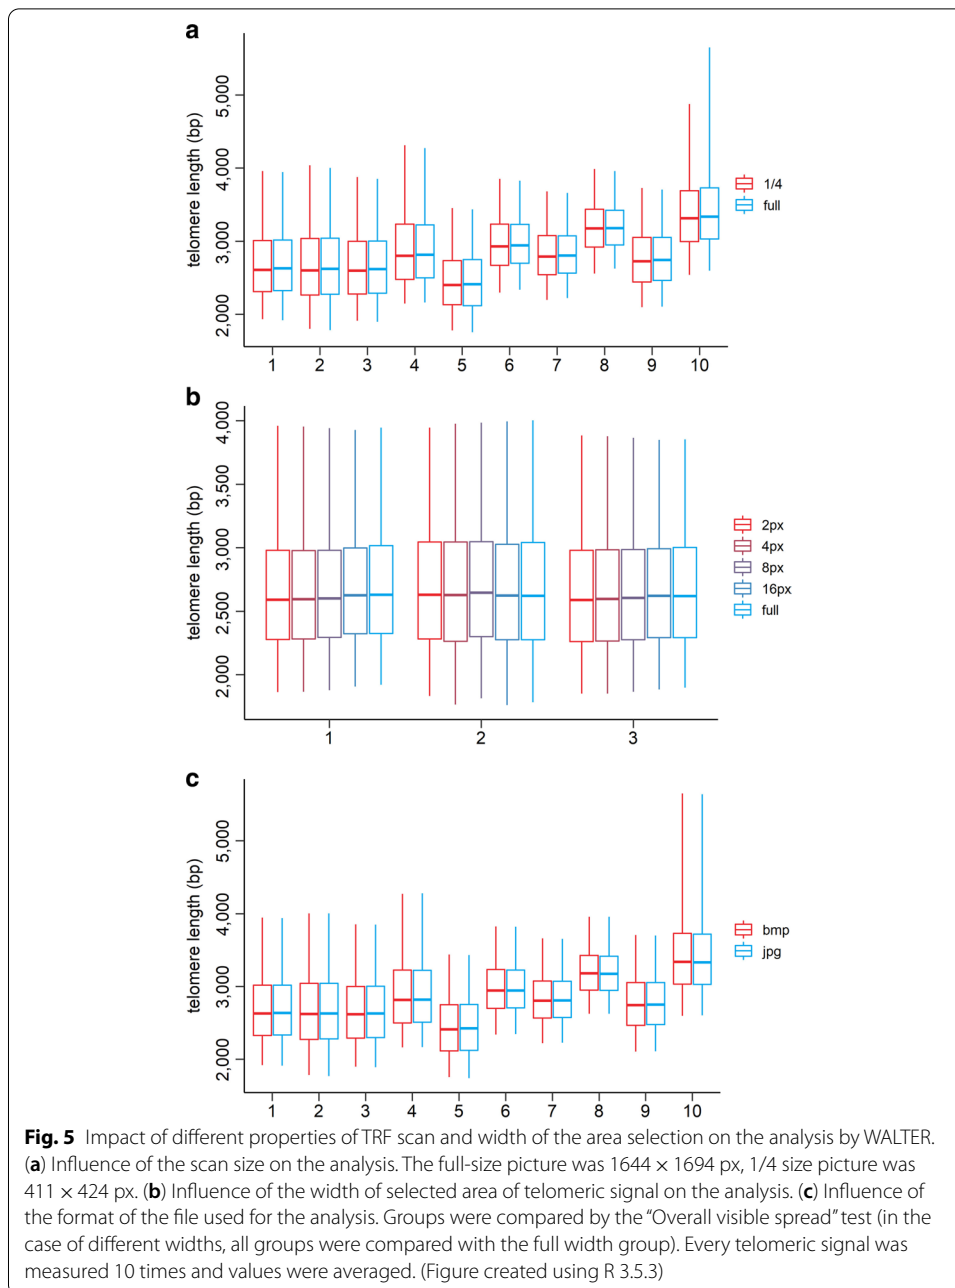 a
telomere length (bp)
5,000
4,000
3,000
2,000
1 2 3 4 5 6 7 8 9 10
1/4
full
b
telomere length (bp)
4,000
3,500
3,000
2,500
2,000
1 2 3
2px
4px
8px
16px
full
c
telomere length (bp)
5,000
4,000
3,000
2,000
1 2 3 4 5 6 7 8 9 10
bmp
jpg
Fig. 5 Impact of different properties of TRF scan and width of the area selection on the analysis by WALTER.
(a) Influence of the scan size on the analysis. The full-size picture was 1644 × 1694 px, 1/4 size picture was
411 × 424 px. (b) Influence of the width of selected area of telomeric signal on the analysis. (c) Influence of
the format of the file used for the analysis. Groups were compared by the “Overall visible spread” test (in the
case of different widths, all groups were compared with the full width group). Every telomeric signal was
measured 10 times and values were averaged. (Figure created using R 3.5.3)